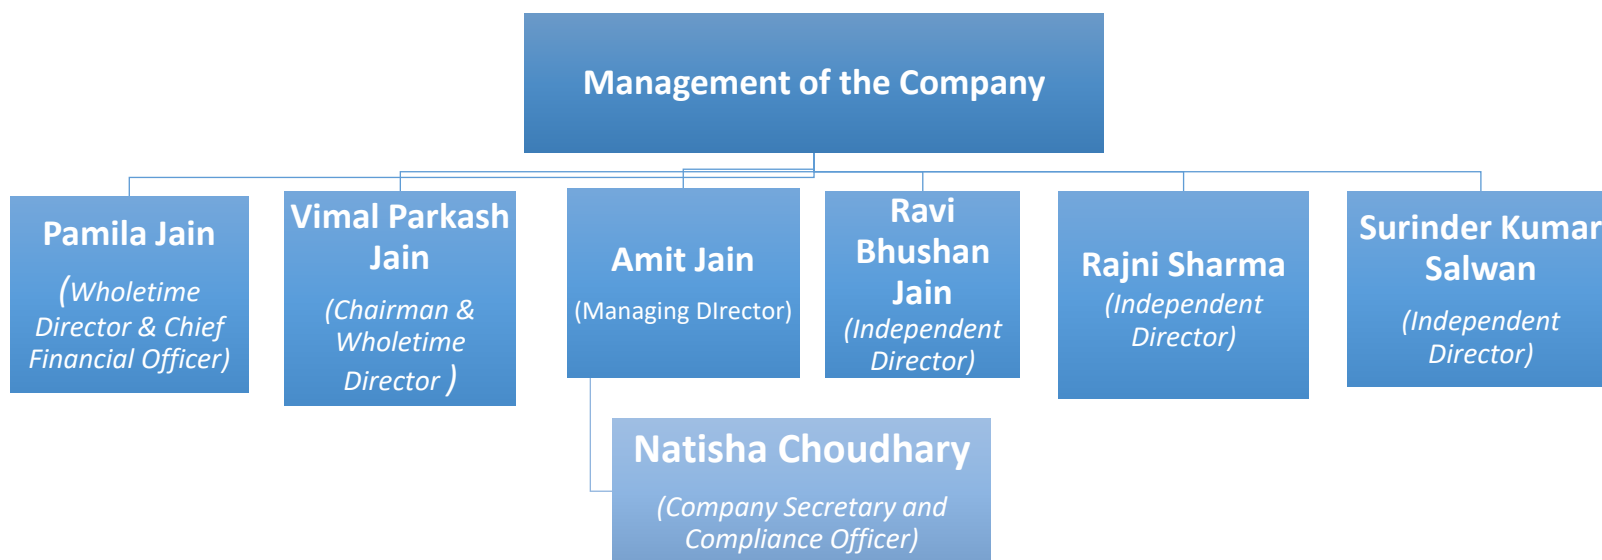 Management of the Company
Pamila Jain
(Wholetime
Director & Chief
Financial Officer)
Vimal Parkash
Jain
(Chairman &
Wholetime
Director )
Amit Jain
(Managing DIrector)
Ravi
Bhushan
Jain
(Independent
Director)
Rajni Sharma
(Independent
Director)
Surinder Kumar
Salwan
(Independent
Director)
Natisha Choudhary
(Company Secretary and
Compliance Officer)